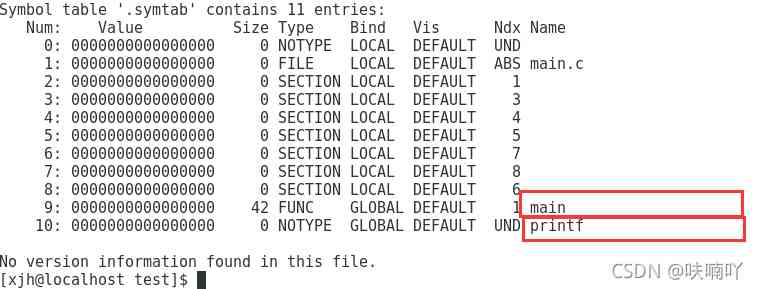 Symbol table '.symtab' contains 11 entries:
Num: Value Size Type Bind Vis Ndx Name
0: 0000000000000000 0 NOTYPE LOCAL DEFAULT UND
1: 0000000000000000 0 FILE LOCAL DEFAULT ABS main.c
2: 0000000000000000 0 SECTION LOCAL DEFAULT 1
3: 0000000000000000 0 SECTION LOCAL DEFAULT 3
4: 0000000000000000 0 SECTION LOCAL DEFAULT 4
5: 0000000000000000 0 SECTION LOCAL DEFAULT 5
6: 0000000000000000 0 SECTION LOCAL DEFAULT 7
7: 0000000000000000 0 SECTION LOCAL DEFAULT 8
8: 0000000000000000 0 SECTION LOCAL DEFAULT 6
9: 0000000000000000 42 FUNC GLOBAL DEFAULT 1 main
10: 0000000000000000 0 NOTYPE GLOBAL DEFAULT UND printf
No version information found in this file.
[xjh@localhost test]$
CSDN @呋喃吖